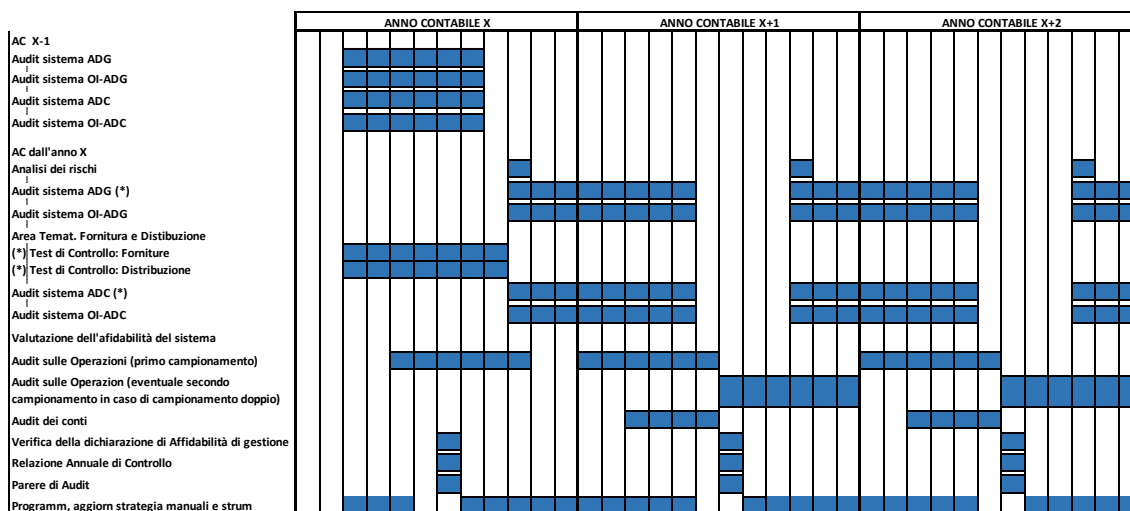 ANNO CONTABILE X ANNO CONTABILE X+1 ANNO CONTABILE X+2
AC X-1
Audit sistema ADG
Audit sistema OI-ADG
Audit sistema ADC
Audit sistema OI-ADC
AC dall'anno X
Analisi dei rischi
Audit sistema ADG (*)
Audit sistema OI-ADG
Area Temat. Fornitura e Distibuzione
(*) Test di Controllo: Forniture
(*) Test di Controllo: Distribuzione
Audit sistema ADC (*)
Audit sistema OI-ADC
Valutazione dell'afidabilità del sistema
Audit sulle Operazioni (primo campionamento)
Audit sulle Operazion (eventuale secondo
campionamento in caso di campionamento doppio)
Audit dei conti
Verifica della dichiarazione di Affidabilità di gestione
Relazione Annuale di Controllo
Parere di Audit
Programm, aggiorn strategia manuali e strum